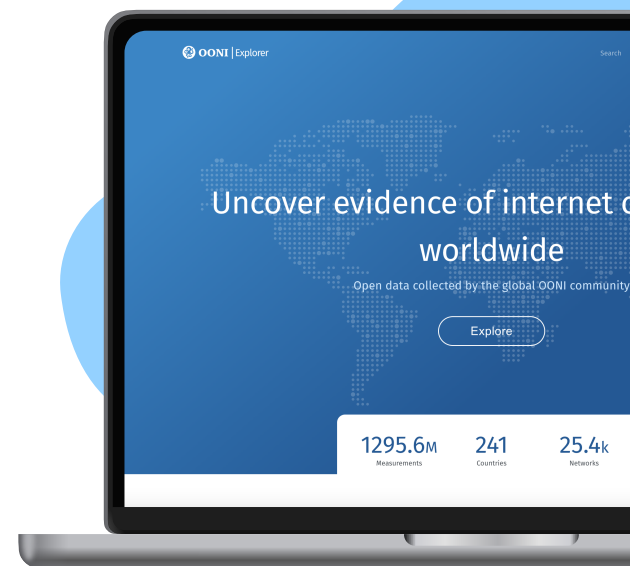 OONI Explorer
Search
Uncover evidence of internet
worldwide
Open data collected by the global OONI community
Explore
1295.6M 241 25.4k
Measurements Countries Networks